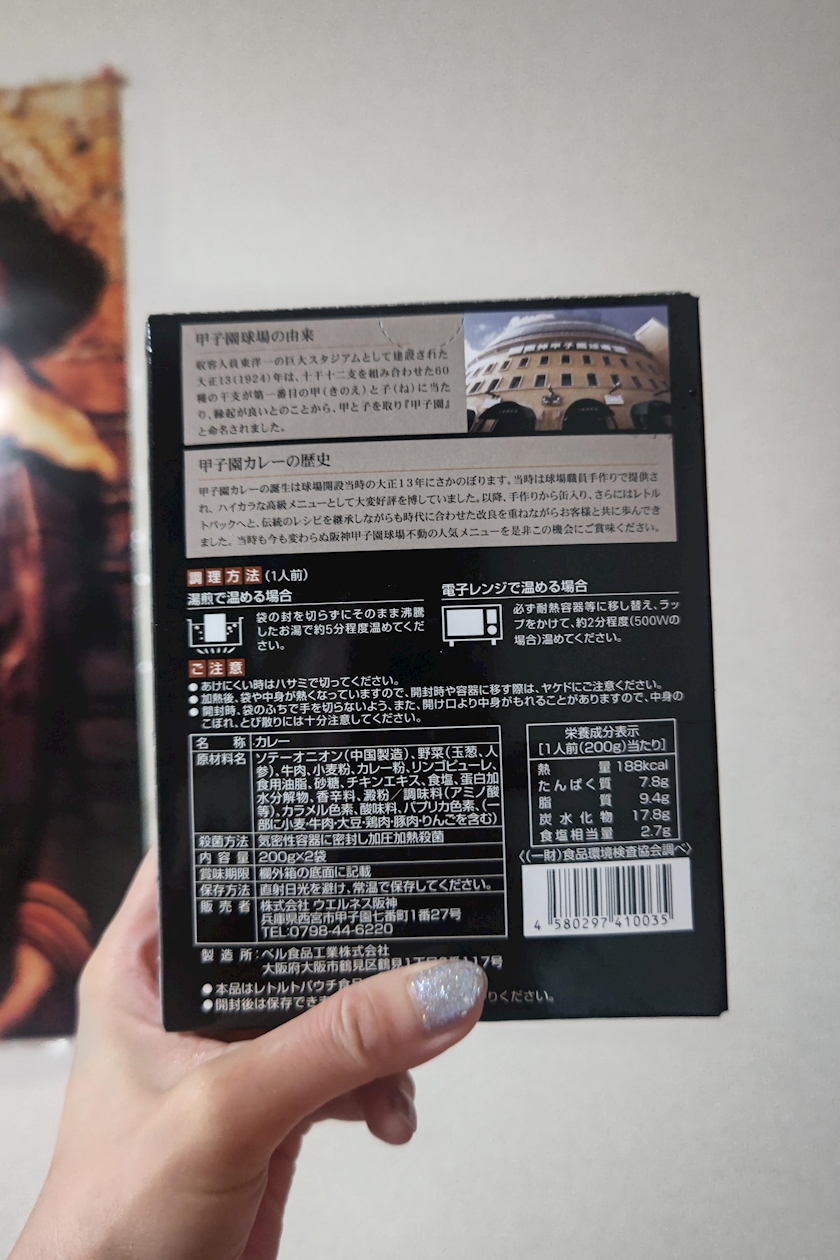 甲子園球場の由来
収容人員東洋一の巨大スタジアムとして建設された
大正13(1924)年は、十干十二支を組み合わせた60
種の干支が第一番目の甲(きのえ)と子(ね)に当た
り、縁起が良いとのことから、甲と子を取り『甲子園』
と命名されました。
阪神甲子園球場
甲子園カレーの歴史
甲子園カレーの誕生は球場開設当時の大正13年にさかのぼります。当時は球場職員手作りで提供さ
れ、ハイカラな高級メニューとして大変好評を博していました。以降、手作りから缶入り、さらにはレトル
トパックへと、伝統のレシピを継承しながらも時代に合わせた改良を重ねながらお客様と共に歩んでき
ました。当時も今も変わらぬ阪神甲子園球場不動の人気メニューを是非この機会にご賞味ください。
調理方法(1人前)
湯煎で温める場合
袋の封を切らずにそのまま沸騰
したお湯で約5分程度温めてくだ
さい。
電子レンジで温める場合
必ず耐熱容器等に移し替え、ラッ
プをかけて、約2分程度(500Wの
場合)温めてください。
ご注意
●あけにくい時はハサミで切ってください。
●加熱後、袋や中身が熱くなっていますので、開封時や容器に移す際は、ヤケドにご注意ください。
●開封時、袋のふちで手を切らないよう、また、開け口より中身がもれることがありますので、中身の
こぼれ、とび散りには十分注意してください。
名称 カレー
原材料名 ソテーオニオン(中国製造)、野菜(玉葱、人
参)、牛肉、小麦粉、カレー粉、リンゴピューレ、
食用油脂、砂糖、チキンエキス、食塩、蛋白加
水分解物、香辛料、澱粉/調味料(アミノ酸
等)、カラメル色素、酸味料、パプリカ色素、(一
部に小麦・牛肉・大豆・鶏肉・豚肉・りんごを含む)
殺菌方法 気密性容器に密封し加圧加熱殺菌
内容量 200g×2袋
賞味期限 欄外箱の底面に記載
保存方法 直射日光を避け、常温で保存してください。
販売者 株式会社 ウエルネス阪神
兵庫県西宮市甲子園七番町1番27号
TEL:0798-44-6220
製造所:ベル食品工業株式会社
大阪府大阪市鶴見区鶴見1丁目 117号
●本品はレトルトパウチ食
●開封後は保存でき りください。
栄養成分表示
[1人前(200g)当たり]
熱量 188kcal
たんぱく質 7.8g
脂質 9.4g
炭水化物 17.8g
食塩相当量 2.7g
〈(一財)食品環境検査協会調べ〉
4 580297 410035